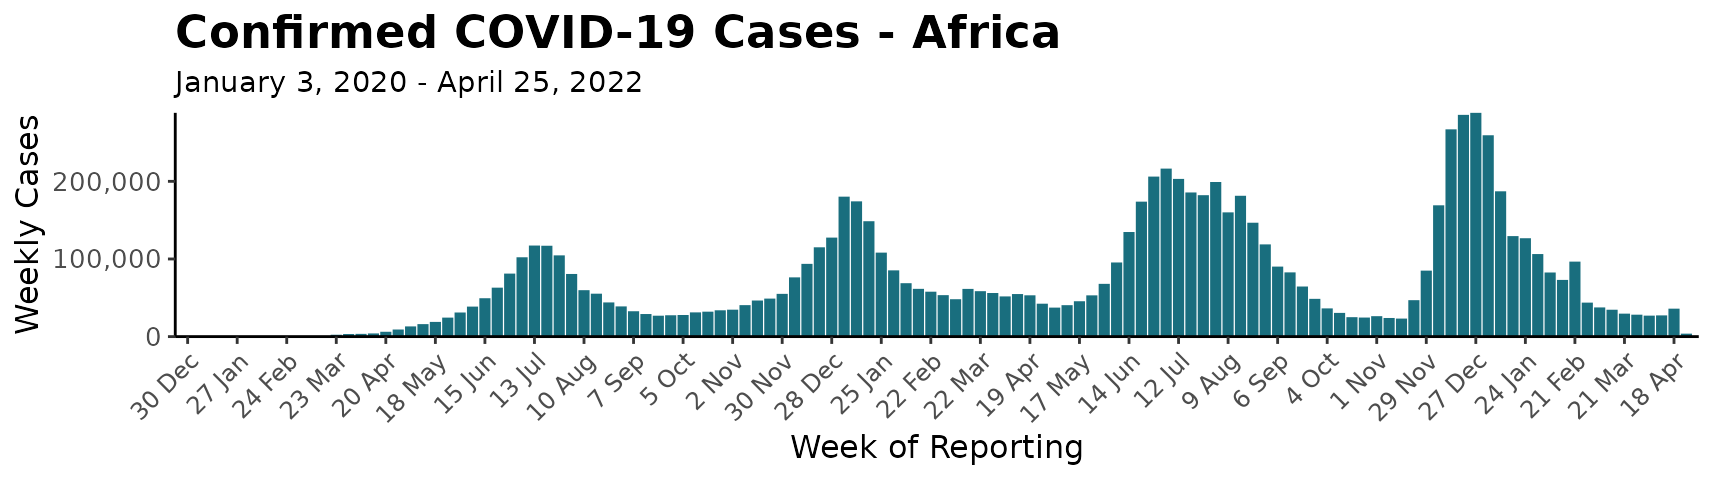 Confirmed COVID-19 Cases - Africa
January 3, 2020 - April 25, 2022
Weekly Cases
200,000
100,000
0
30 Dec
27 Jan
24 Feb
23 Mar
20 Apr
18 May
15 Jun
13 Jul
10 Aug
7 Sep
5 Oct
2 Nov
30 Nov
28 Dec
25 Jan
22 Feb
22 Mar
19 Apr
17 May
14 Jun
12 Jul
9 Aug
6 Sep
4 Oct
1 Nov
29 Nov
27 Dec
24 Jan
21 Feb
21 Mar
18 Apr
Week of Reporting